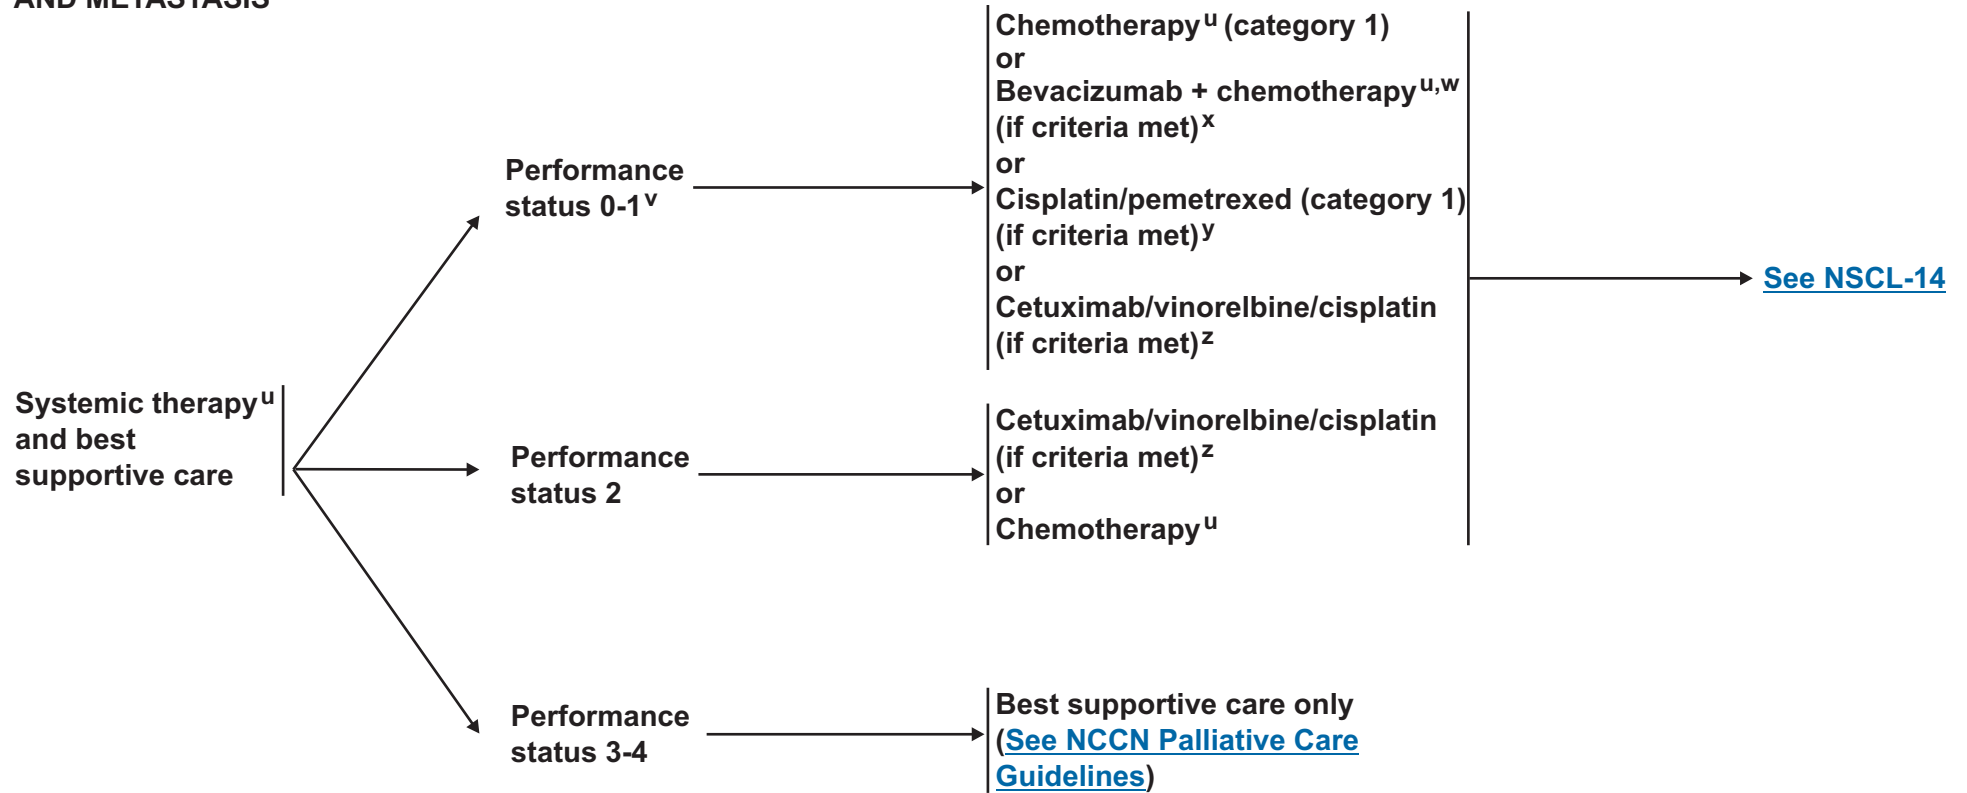 AND METASTASIS
Systemic therapy u
and best
supportive care
Performance
status 0-1 v
Chemotherapy u (category 1)
or
Bevacizumab + chemotherapy u,w
(if criteria met) x
or
Cisplatin/pemetrexed (category 1)
(if criteria met) y
or
Cetuximab/vinorelbine/cisplatin
(if criteria met) z
Performance
status 2
Cetuximab/vinorelbine/cisplatin
(if criteria met) z
or
Chemotherapy u
See NSCL-14
Performance
status 3-4
Best supportive care only
(See NCCN Palliative Care
Guidelines)